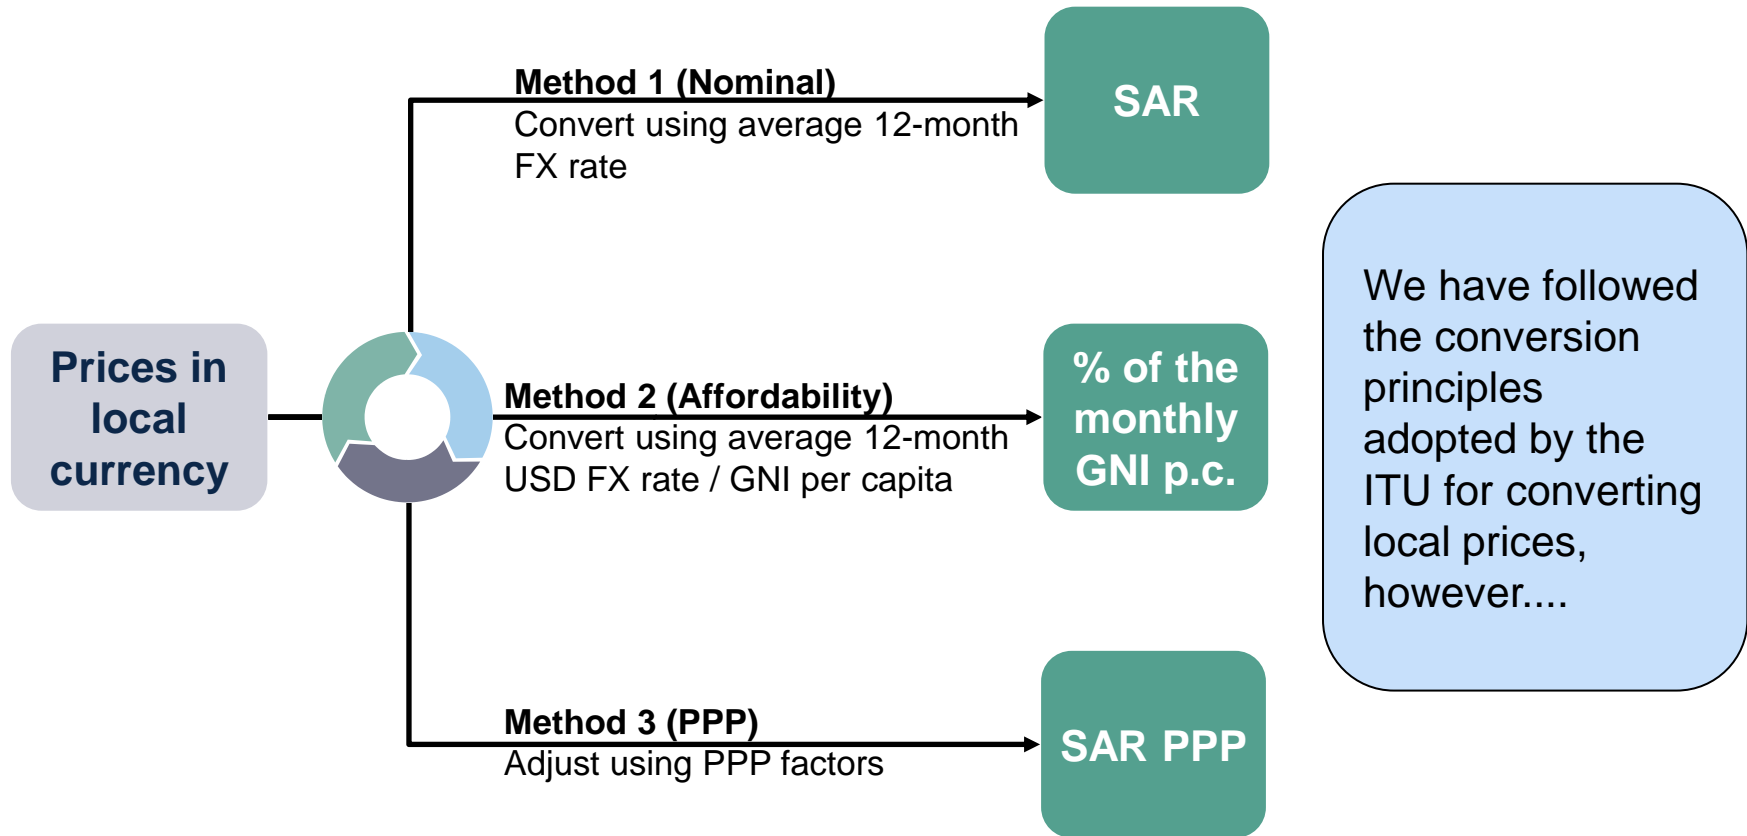 Method 1 (Nominal)
Convert using average 12-month
FX rate
SAR
Prices in
local
currency
Method 2 (Affordability)
Convert using average 12-month
USD FX rate / GNI per capita
% of the
monthly
GNI p.c.
Method 3 (PPP)
Adjust using PPP factors
SAR PPP
We have followed
the conversion
principles
adopted by the
ITU for converting
local prices,
however....